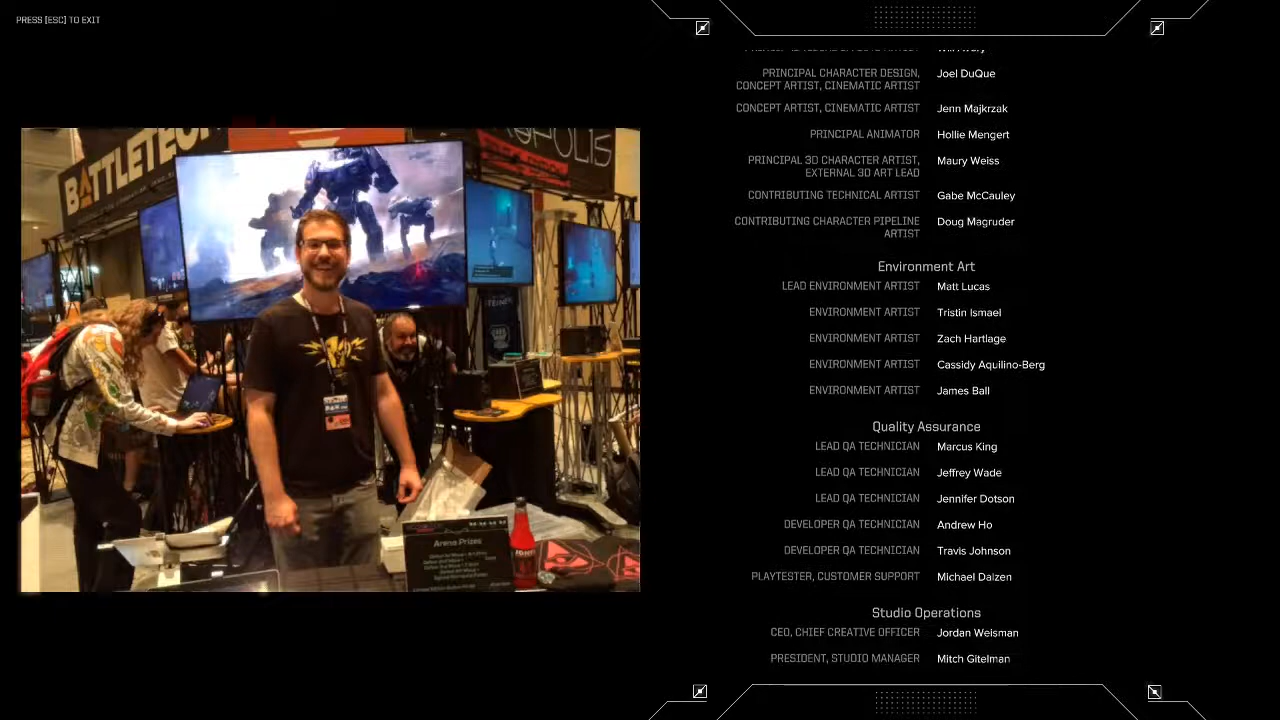 PRESS [ESC] TO EXIT
Will Avery
PRINCIPAL CHARACTER DESIGN,
CONCEPT ARTIST, CINEMATIC ARTIST
Joel DuQue
CONCEPT ARTIST, CINEMATIC ARTIST
Jenn Majkrzak
PRINCIPAL ANIMATOR
Hollie Mengert
PRINCIPAL 3D CHARACTER ARTIST,
EXTERNAL 3D ART LEAD
Maury Weiss
CONTRIBUTING TECHNICAL ARTIST
Gabe McCauley
CONTRIBUTING CHARACTER PIPELINE
ARTIST
Doug Magruder
Environment Art
LEAD ENVIRONMENT ARTIST
Matt Lucas
ENVIRONMENT ARTIST
Tristin Ismael
ENVIRONMENT ARTIST
Zach Hartlage
ENVIRONMENT ARTIST
Cassidy Aquilino-Berg
ENVIRONMENT ARTIST
James Ball
Quality Assurance
LEAD QA TECHNICIAN
Marcus King
LEAD QA TECHNICIAN
Jeffrey Wade
LEAD QA TECHNICIAN
Jennifer Dotson
DEVELOPER QA TECHNICIAN
Andrew Ho
DEVELOPER QA TECHNICIAN
Travis Johnson
PLAYTESTER, CUSTOMER SUPPORT
Michael Dalzen
Studio Operations
CEO, CHIEF CREATIVE OFFICER
Jordan Weisman
PRESIDENT, STUDIO MANAGER
Mitch Gitelman
BATTLETECH
STEINER
Arena Prizes